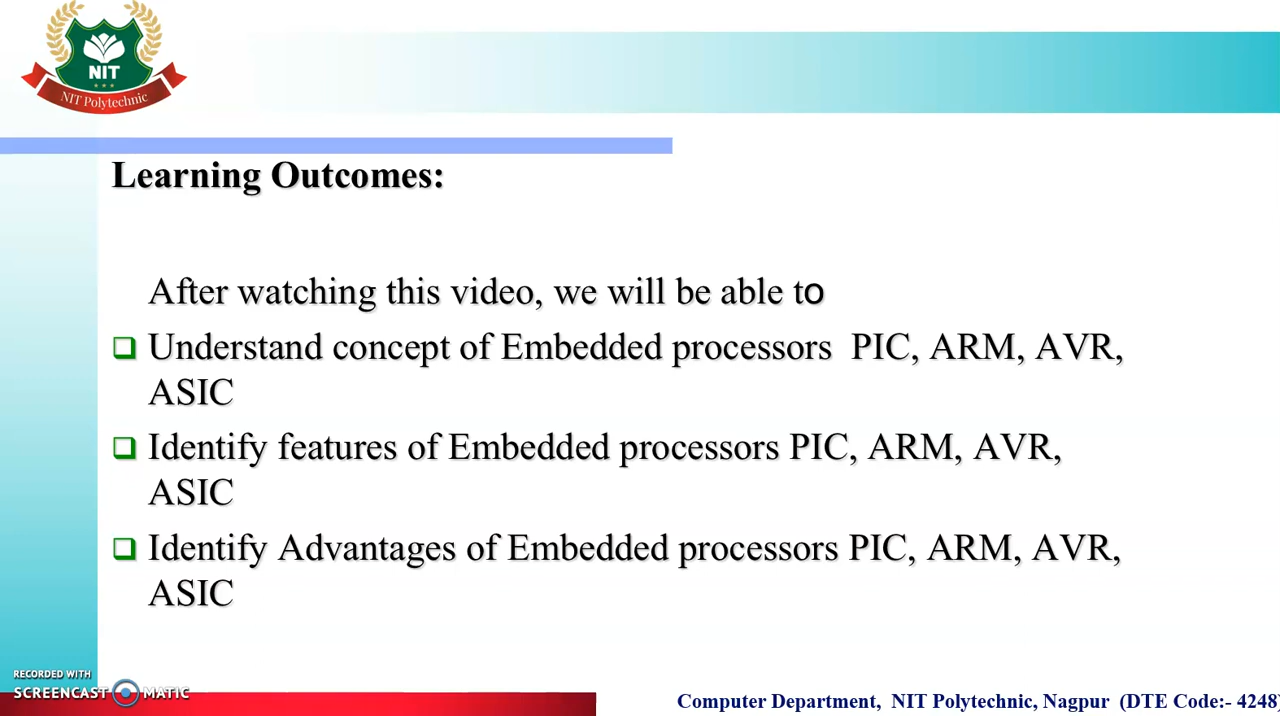 NIT
NIT Polytechnic
Learning Outcomes:
After watching this video, we will be able to
Understand concept of Embedded processors PIC, ARM, AVR,
ASIC
Identify features of Embedded processors PIC, ARM, AVR,
ASIC
Identify Advantages of Embedded processors PIC, ARM, AVR,
ASIC
RECORDED WITH
SCREENCAST MATIC
Computer Department, NIT Polytechnic, Nagpur (DTE Code:- 4248)